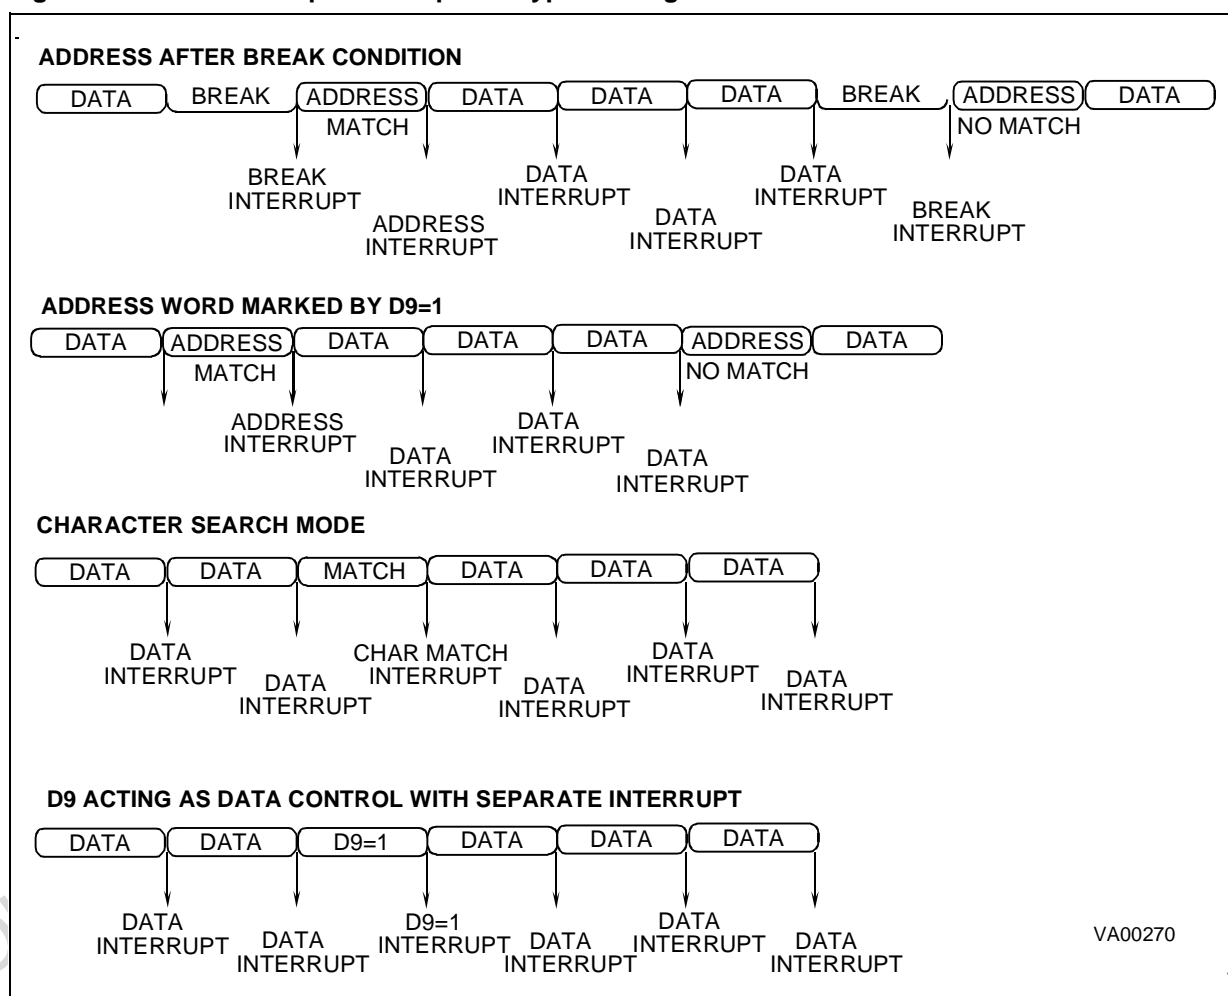 ADDRESS AFTER BREAK CONDITION
DATA BREAK ADDRESS DATA DATA DATA BREAK ADDRESS DATA
MATCH NO MATCH
BREAK INTERRUPT
ADDRESS INTERRUPT
DATA INTERRUPT
DATA INTERRUPT
DATA INTERRUPT
BREAK INTERRUPT
ADDRESS WORD MARKED BY D9=1
DATA ADDRESS DATA DATA DATA ADDRESS DATA
MATCH NO MATCH
ADDRESS INTERRUPT
DATA INTERRUPT
DATA INTERRUPT
DATA INTERRUPT
CHARACTER SEARCH MODE
DATA DATA MATCH DATA DATA DATA
DATA INTERRUPT
DATA INTERRUPT
CHAR MATCH INTERRUPT
DATA INTERRUPT
DATA INTERRUPT
DATA INTERRUPT
D9 ACTING AS DATA CONTROL WITH SEPARATE INTERRUPT
DATA DATA D9=1 DATA DATA DATA
DATA INTERRUPT
DATA INTERRUPT
D9=1 INTERRUPT
DATA INTERRUPT
DATA INTERRUPT
DATA INTERRUPT
VA00270